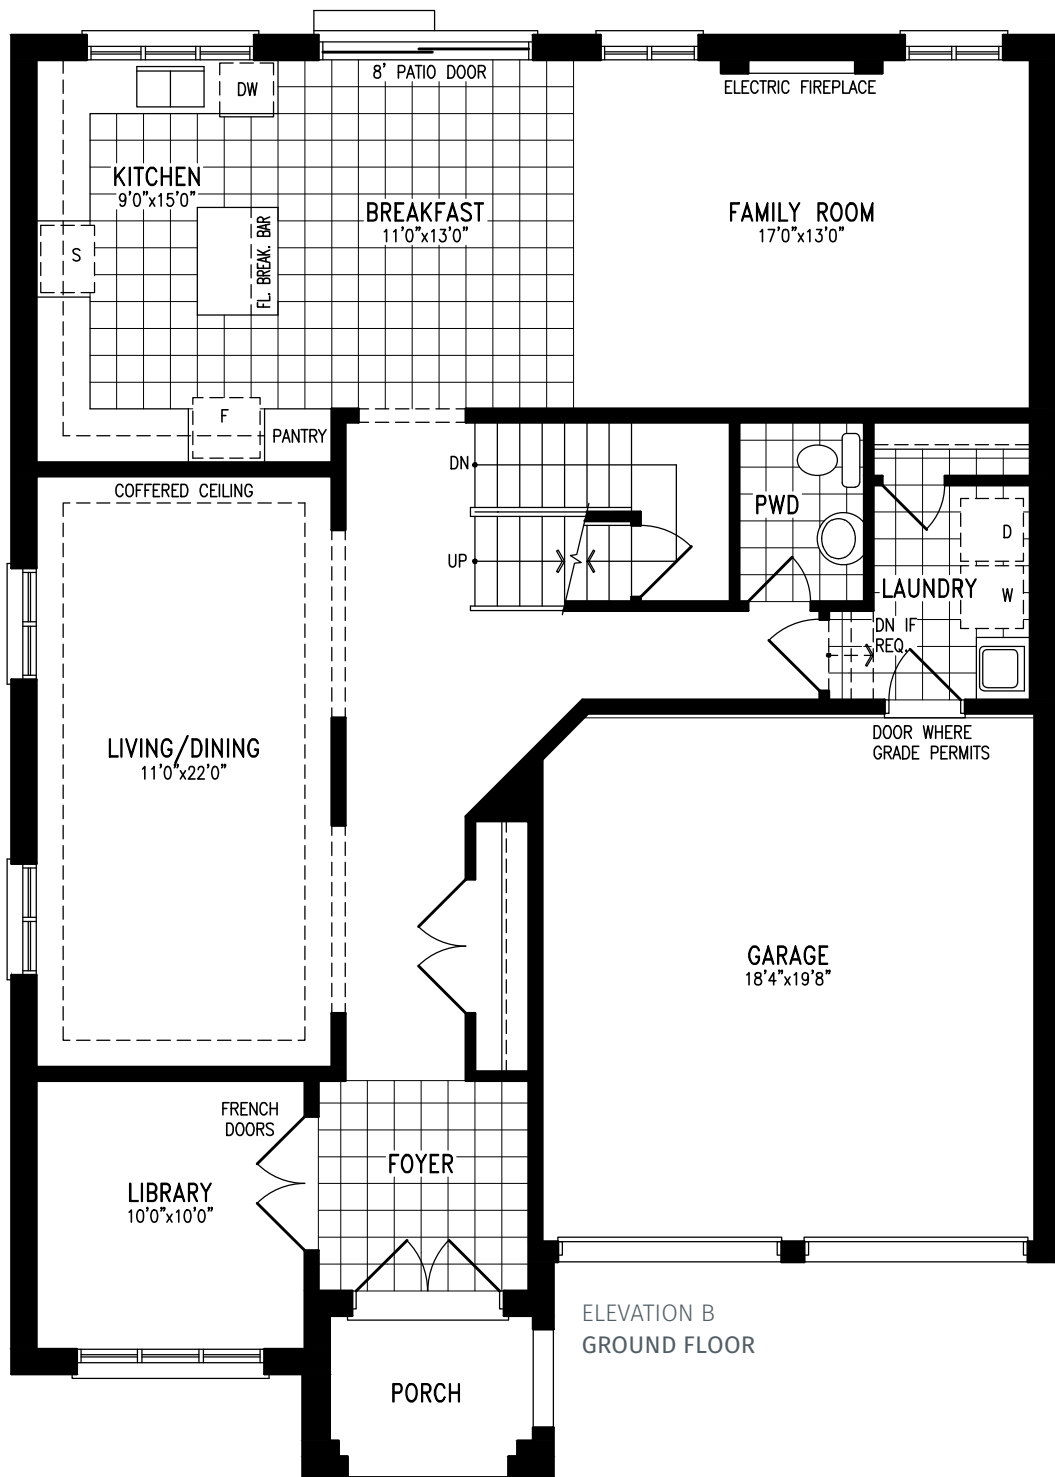 8' PATIO DOOR
DW
ELECTRIC FIREPLACE
KITCHEN
9'0"x15'0"
BREAKFAST
11'0"x13'0"
FAMILY ROOM
17'0"x13'0"
S
FL. BREAK. BAR
F
PANTRY
COFFERED CEILING
DN
UP
PWD
D
W
LAUNDRY
DN IF
REQ.
DOOR WHERE
GRADE PERMITS
LIVING/DINING
11'0"x22'0"
GARAGE
18'4"x19'8"
FRENCH
DOORS
FOYER
LIBRARY
10'0"x10'0"
ELEVATION B
GROUND FLOOR
PORCH